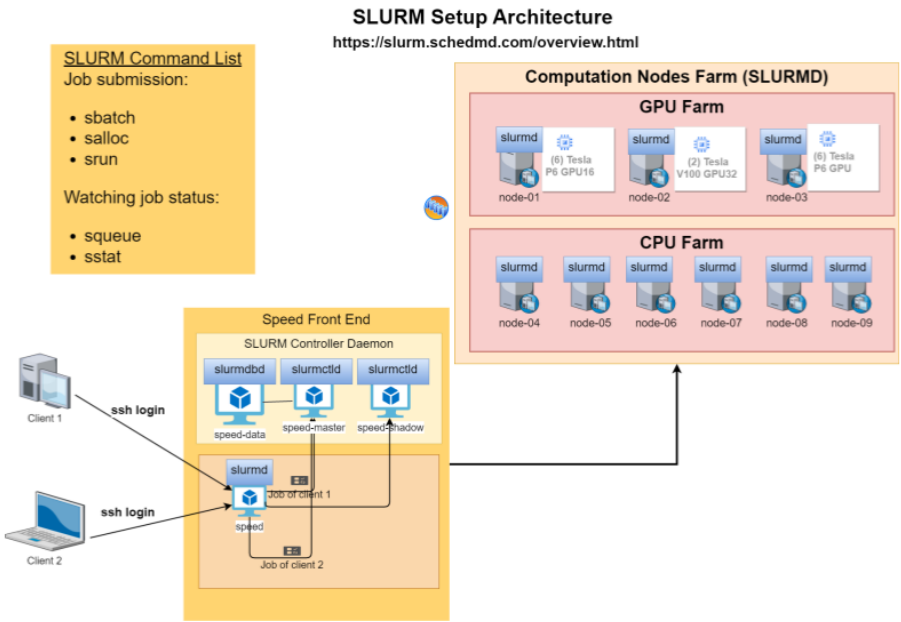 SLURM Setup Architecture
https://slurm.schedmd.com/overview.html
SLURM Command List
Job submission:
• sbatch
• salloc
• srun
Watching job status:
• squeue
• sstat
Computation Nodes Farm (SLURMD)
GPU Farm
slurmd
(6) Tesla
P6 GPU16
node-01
slurmd
(2) Tesla
V100 GPU32
node-02
slurmd
(6) Tesla
P6 GPU
node-03
CPU Farm
slurmd
node-04
slurmd
node-05
slurmd
node-06
slurmd
node-07
slurmd
node-08
slurmd
node-09
Speed Front End
SLURM Controller Daemon
slurmdbd
speed-data
slurmctld
speed-master
slurmctld
speed-shadow
Client 1
ssh login
Client 2
ssh login
slurmd
speed
Job of client 1
Job of client 2